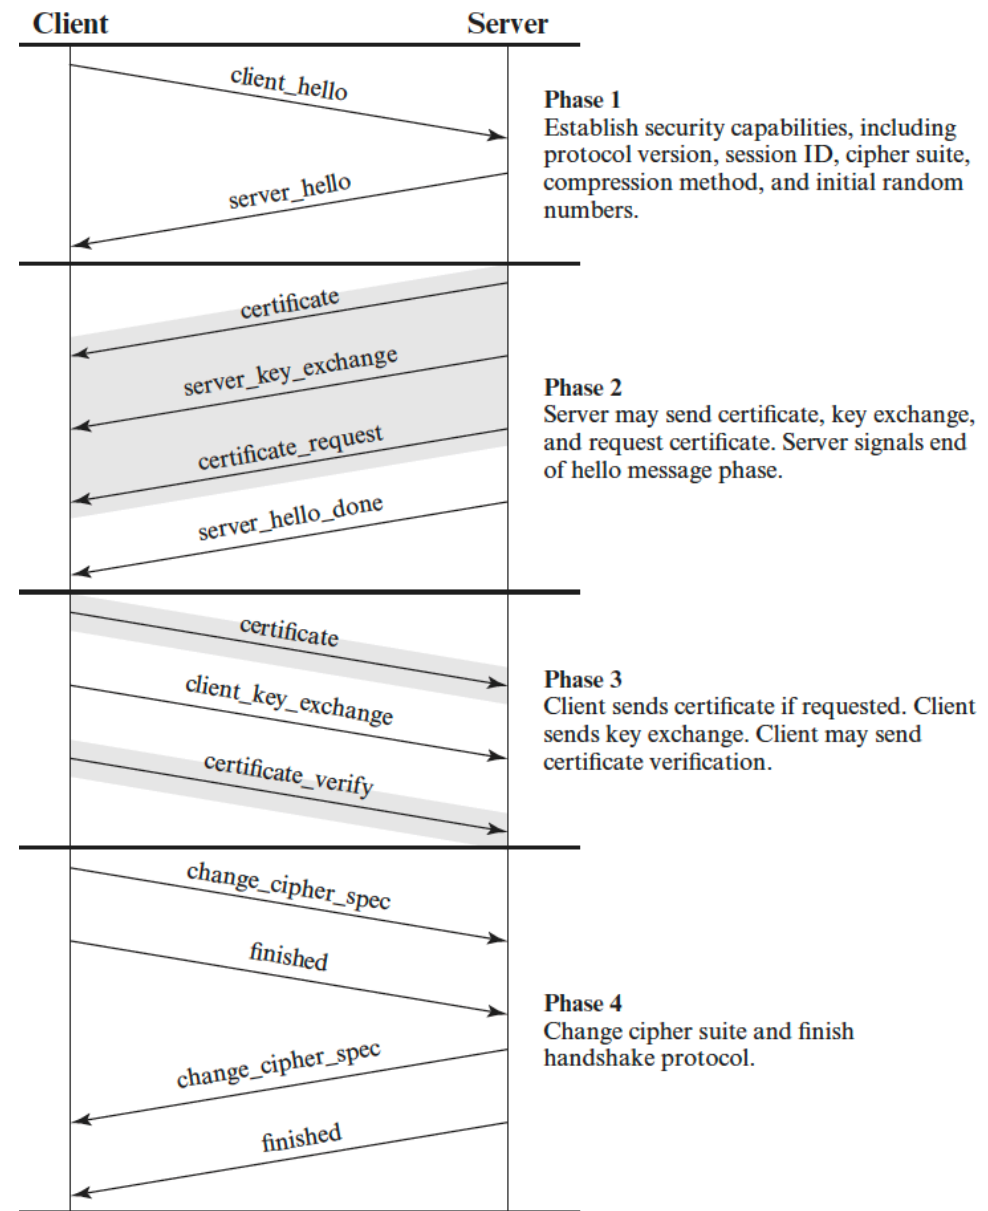 Client Server
client_hello
Phase 1
Establish security capabilities, including
protocol version, session ID, cipher suite,
compression method, and initial random
numbers.
server_hello
certificate
server_key_exchange
certificate_request
server_hello_done
Phase 2
Server may send certificate, key exchange,
and request certificate. Server signals end
of hello message phase.
certificate
client_key_exchange
certificate_verify
Phase 3
Client sends certificate if requested. Client
sends key exchange. Client may send
certificate verification.
change_cipher_spec
finished
change_cipher_spec
finished
Phase 4
Change cipher suite and finish
handshake protocol.